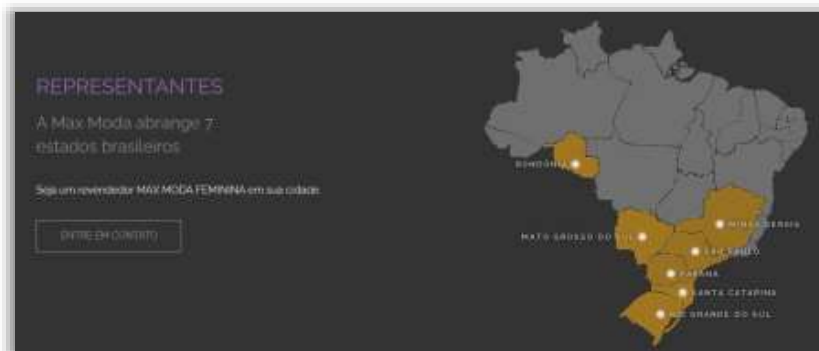 REPRESENTANTES
A Max Moda abrange 7
estados brasileiros
Seja um revendedor MAX MODA FEMININA em sua cidade
ENTRE EM CONTATO
RONDÔNIA
MINAS GERAIS
MATO GROSSO DO SUL
SÃO PAULO
PARANÁ
SANTA CATARINA
RIO GRANDE DO SUL